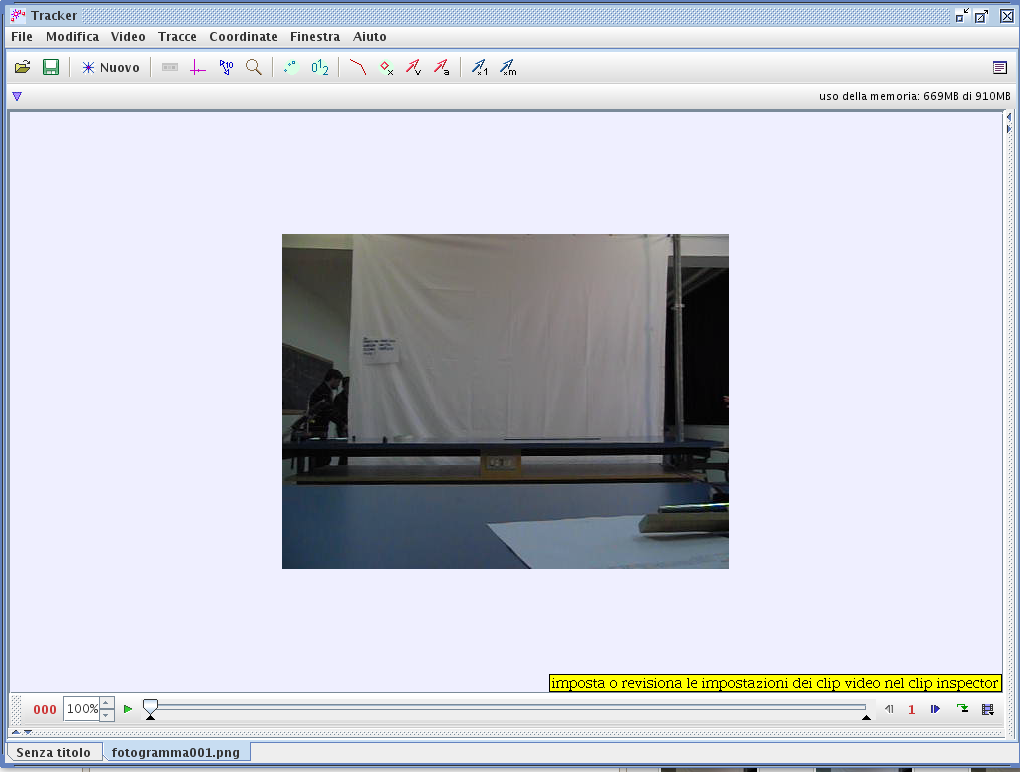 Tracker
File Modifica Video Tracce Coordinate Finestra Aiuto
Nuovo
uso della memoria: 669MB di 910MB
imposta o revisiona le impostazioni dei clip video nel clip inspector
000 100% 1
Senza titolo fotogramma001.png